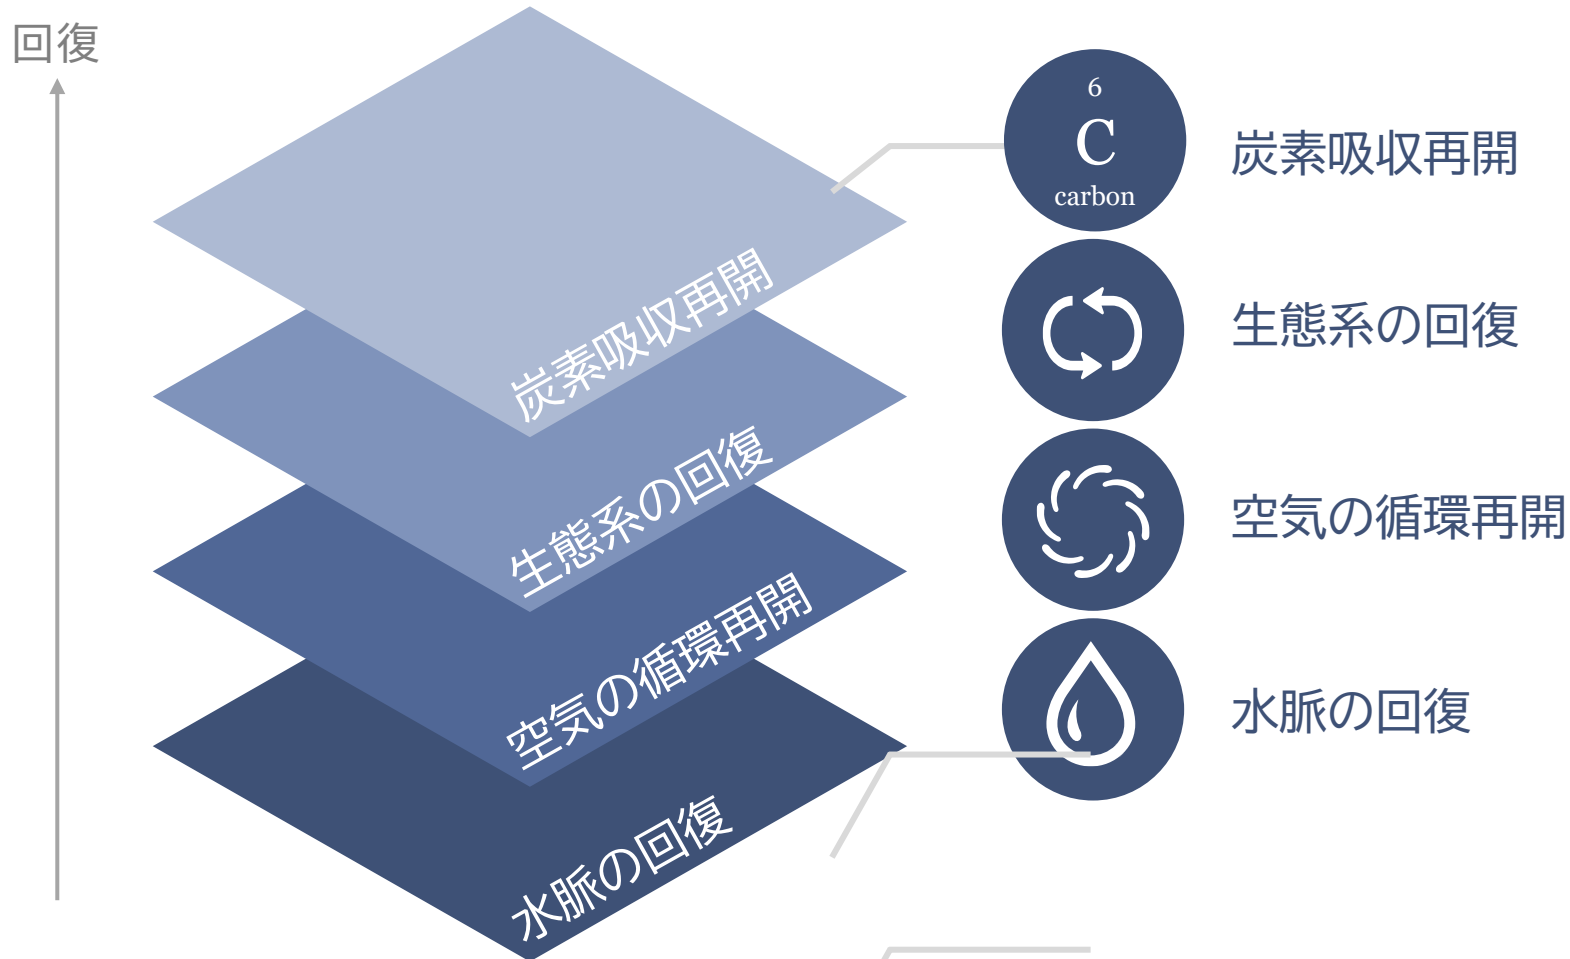 回復
炭素吸収再開
生態系の回復
空気の循環再開
水脈の回復
6
C
carbon
炭素吸収再開
生態系の回復
空気の循環再開
水脈の回復